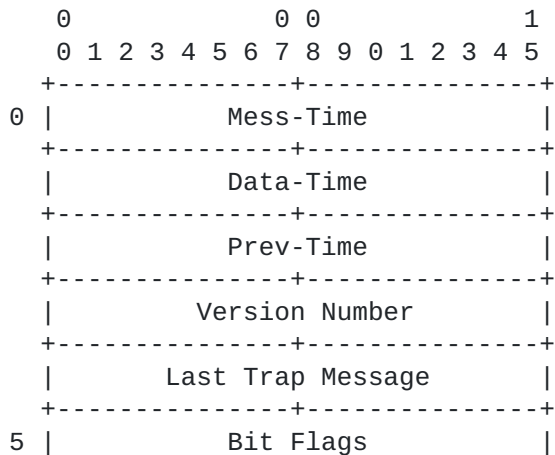 0             0 0             1
    0 1 2 3 4 5 6 7 8 9 0 1 2 3 4 5
   +---------------+---------------+
0 |           Mess-Time           |
   +---------------+---------------+
   |           Data-Time           |
   +---------------+---------------+
   |           Prev-Time           |
   +---------------+---------------+
   |         Version Number        |
   +---------------+---------------+
   |       Last Trap Message       |
   +---------------+---------------+
5 |           Bit Flags           |